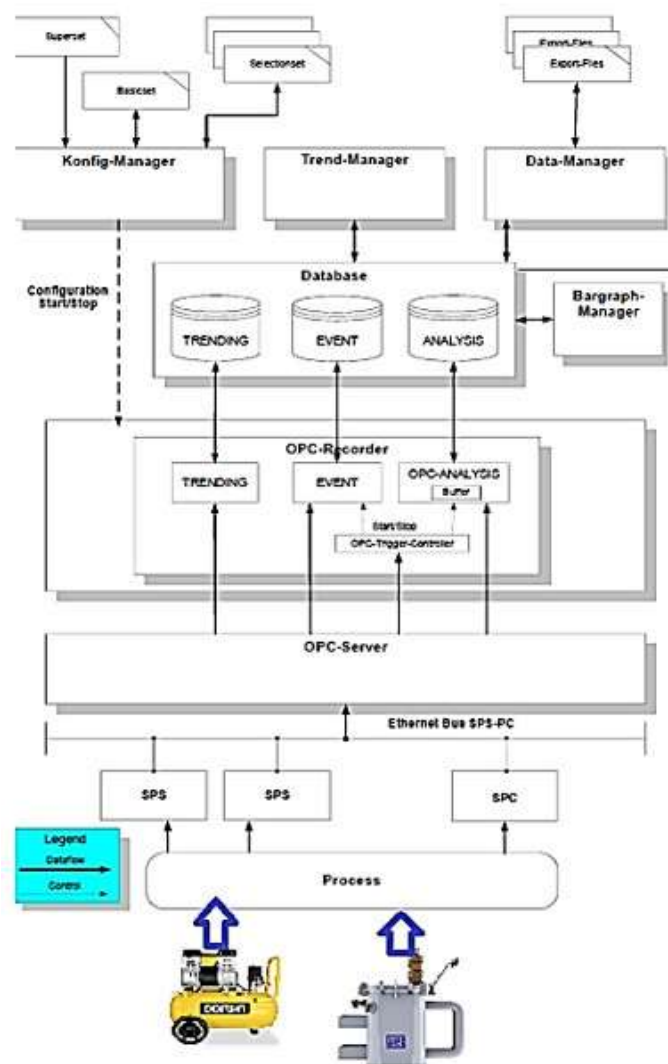 Superset
Basicset
Selectionset
Export-Files
Export-Files
Konfig-Manager
Trend-Manager
Data-Manager
Configuration
Start/Stop
Database
TRENDING
EVENT
ANALYSIS
Bargraph-
Manager
OPC-Recorder
TRENDING
EVENT
OPC-ANALYSIS
Buffer
Start/Stop
OPC-Trigger-Controller
OPC-Server
Ethernet Bus SPS-PC
SPS
SPS
SPC
Legend
Dataflow
Control
Process